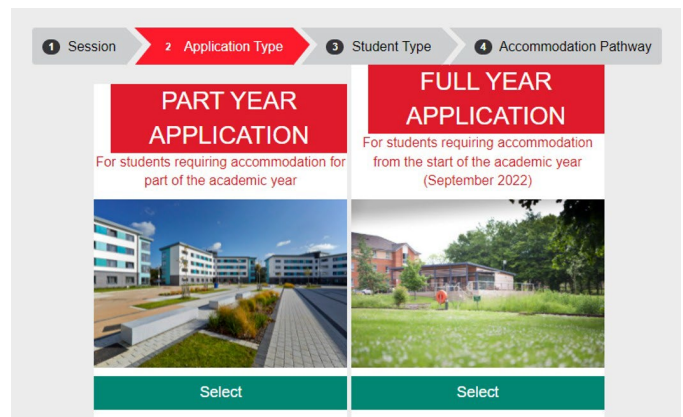 1 Session
2 Application Type
3 Student Type
4 Accommodation Pathway
PART YEAR
APPLICATION
For students requiring accommodation for
part of the academic year
Select
FULL YEAR
APPLICATION
For students requiring accommodation
from the start of the academic year
(September 2022)
Select